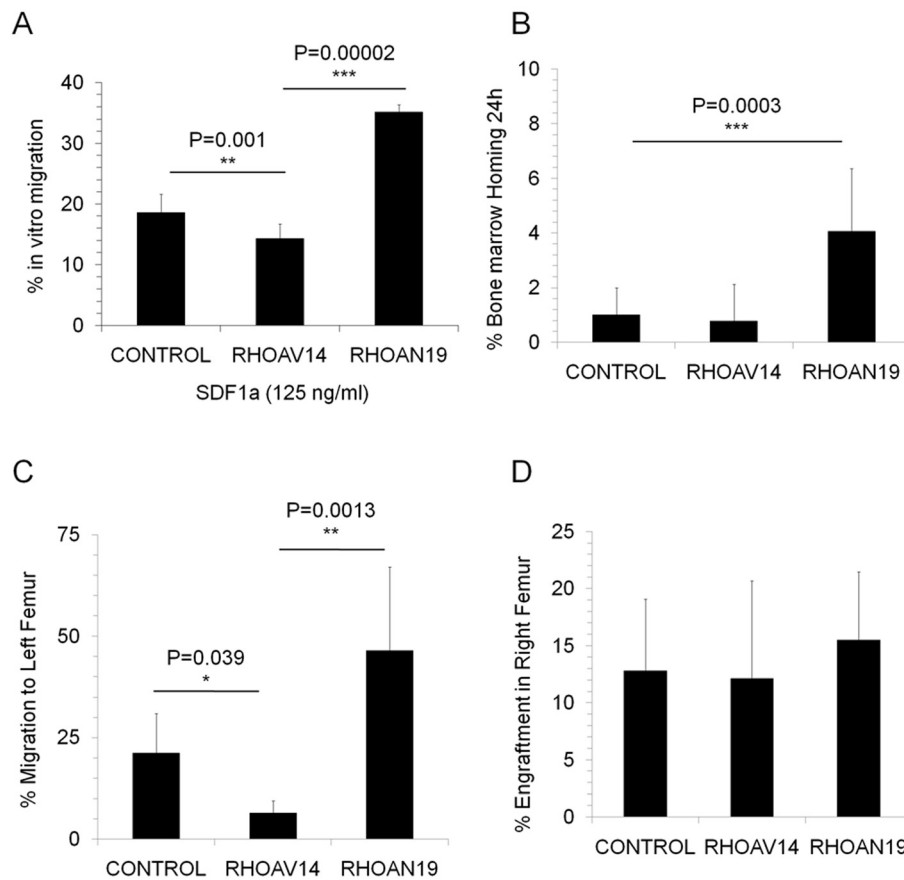 A
P=0.00002
***
P=0.001
**
% in vitro migration
40
30
20
10
0
CONTROL RHOAV14 RHOAN19
SDF1a (125 ng/ml)
B
P=0.0003
***
% Bone marrow Homing 24h
10
8
6
4
2
0
CONTROL RHOAV14 RHOAN19
C
P=0.0013
**
P=0.039
*
% Migration to Left Femur
75
50
25
0
CONTROL RHOAV14 RHOAN19
D
% Engraftment in Right Femur
25
20
15
10
5
0
CONTROL RHOAV14 RHOAN19